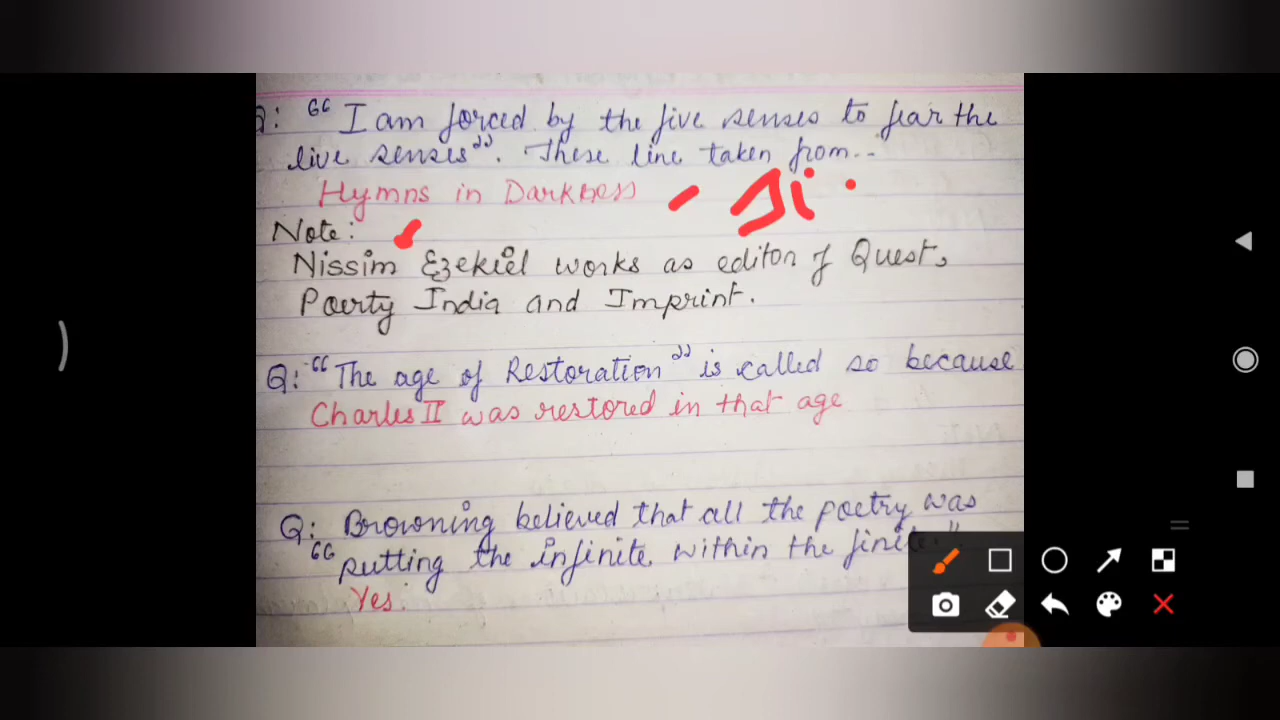 Q: "I am forced by the five senses to fear the
five senses". These line taken from..
Hymns in Darkness
Note:
Nissim Ezekiel works as editor of Quest,
Poerty India and Imprint.
Q: "The age of Restoration" is called so because
Charles II was restored in that age
Q: Browning believed that all the poetry was
"putting the infinite within the finite."
Yes.